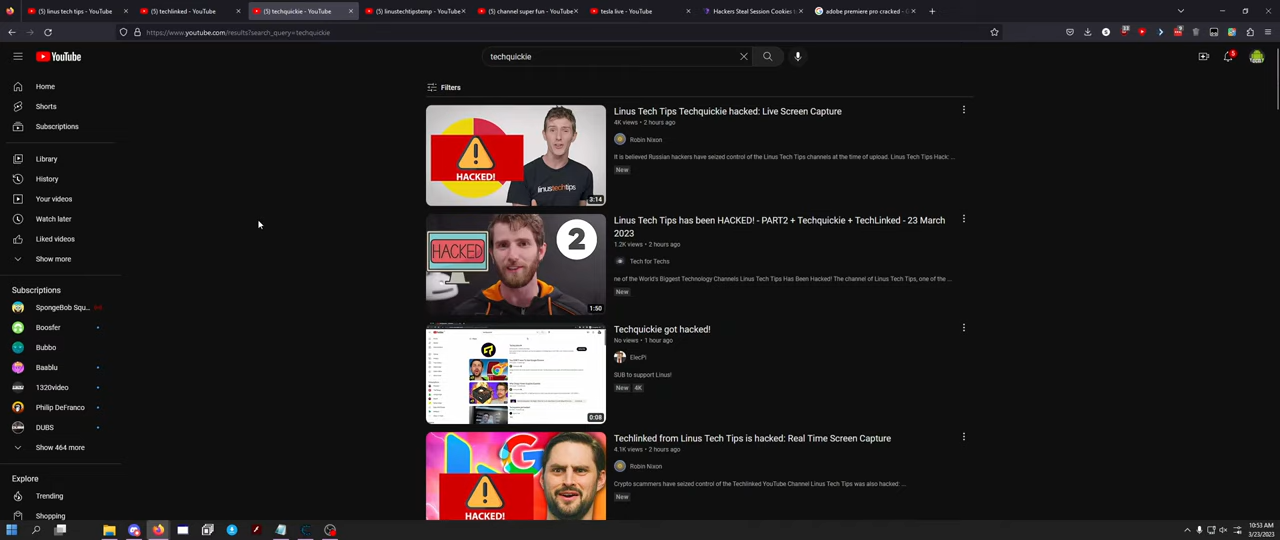 (5) linus tech tips - YouTube
(5) techlinked - YouTube
(5) techquickie - YouTube
(5) linustechtipstemp - YouTube
(5) channel super fun - YouTube
tesla live - YouTube
Hackers Steal Session Cookies t
adobe premiere pro cracked - G
https://www.youtube.com/results?search_query=techquickie
YouTube
techquickie
5
Filters
Home
Shorts
Subscriptions
Library
History
Your videos
Watch later
Liked videos
Show more
Subscriptions
SpongeBob Squ...
Boosfer
Bubbo
Baablu
1320video
Philip DeFranco
DUBS
Show 464 more
Explore
Trending
Shopping
HACKED!
linustechtips
3:14
Linus Tech Tips Techquickie hacked: Live Screen Capture
4K views • 2 hours ago
Robin Nixon
It is believed Russian hackers have seized control of the Linus Tech Tips channels at the time of upload. Linus Tech Tips Hack: ...
New
HACKED
2
1:50
Linus Tech Tips has been HACKED! - PART2 + Techquickie + TechLinked - 23 March
2023
1.2K views • 2 hours ago
Tech for Techs
ne of the World's Biggest Technology Channels Linus Tech Tips Has Been Hacked! The channel of Linus Tips, one of the ...
New
0:08
Techquickie got hacked!
No views • 1 hour ago
ElecPi
SUB to support Linus!
New 4K
HACKED!
Techlinked from Linus Tech Tips is hacked: Real Time Screen Capture
4.1K views • 2 hours ago
Robin Nixon
Crypto scammers have seized control of the Techlinked YouTube Channel Linus Tech Tips was also hacked: ...
New
10:53 AM
3/23/2023